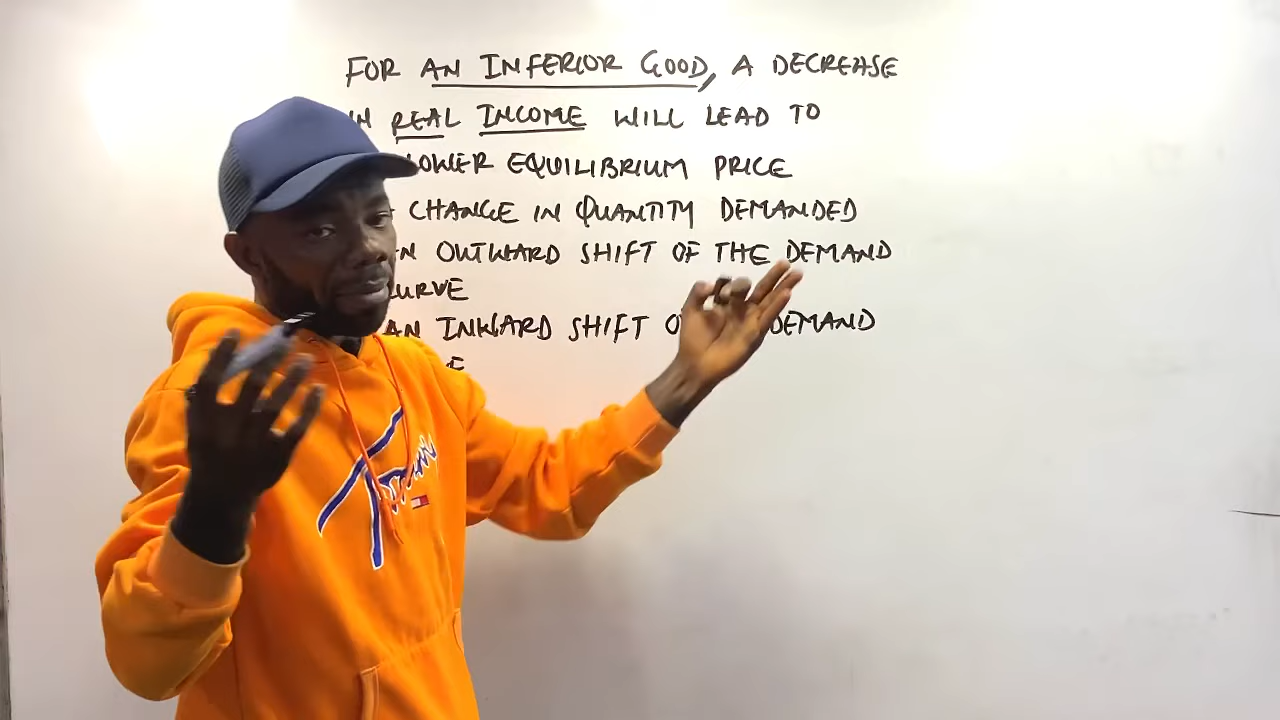 FOR AN INFERIOR GOOD, A DECREASE
IN REAL INCOME WILL LEAD TO
LOWER EQUILIBRIUM PRICE
CHANGE IN QUANTITY DEMANDED
OUTWARD SHIFT OF THE DEMAND
CURVE
AN INWARD SHIFT DEMAND
Tommy